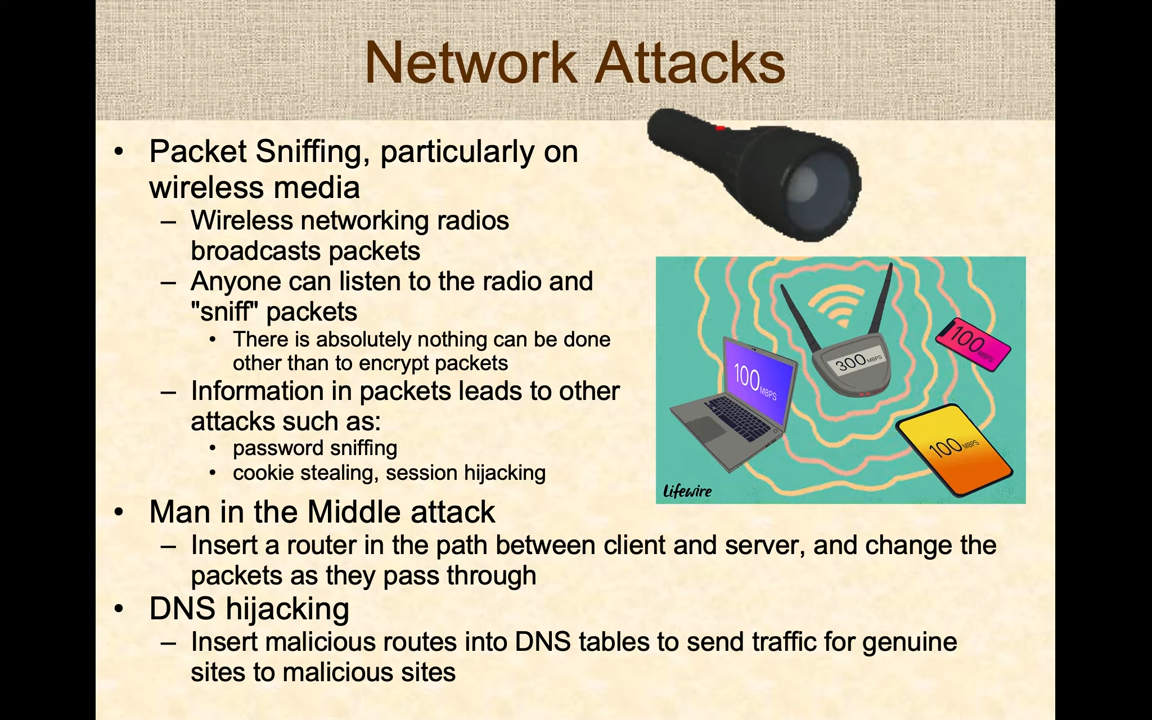 Network Attacks
• Packet Sniffing, particularly on
wireless media
– Wireless networking radios
broadcasts packets
– Anyone can listen to the radio and
"sniff" packets
• There is absolutely nothing can be done
other than to encrypt packets
– Information in packets leads to other
attacks such as:
• password sniffing
• cookie stealing, session hijacking
100 MBPS
300 MBPS
100 MBPS
100 MBPS
Lifewire
• Man in the Middle attack
– Insert a router in the path between client and server, and change the
packets as they pass through
• DNS hijacking
– Insert malicious routes into DNS tables to send traffic for genuine
sites to malicious sites